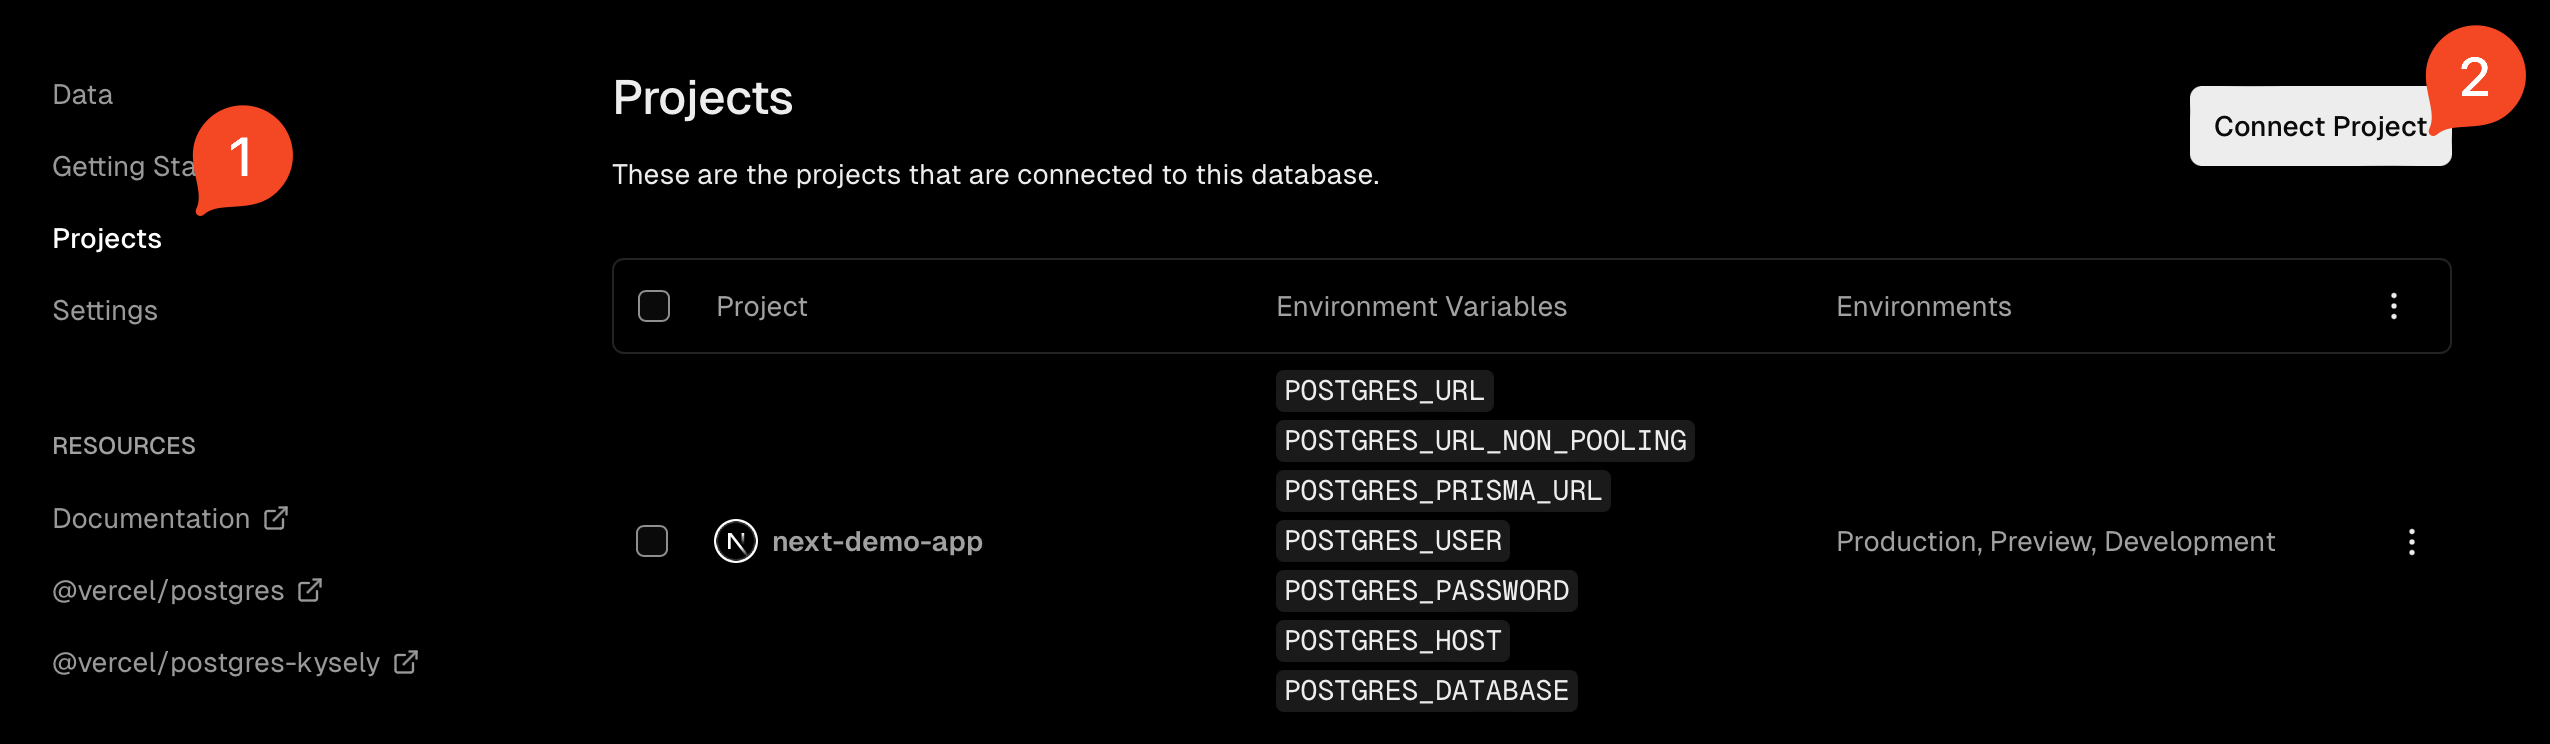 Data
Getting Sta
Projects
Settings
RESOURCES
Documentation
@vercel/postgres
@vercel/postgres-kysely
1
Projects
These are the projects that are connected to this database.
Connect Project
2
Project Environment Variables Environments
next-demo-app
POSTGRES_URL
POSTGRES_URL_NON_POOLING
POSTGRES_PRISMA_URL
POSTGRES_USER
POSTGRES_PASSWORD
POSTGRES_HOST
POSTGRES_DATABASE
Production, Preview, Development